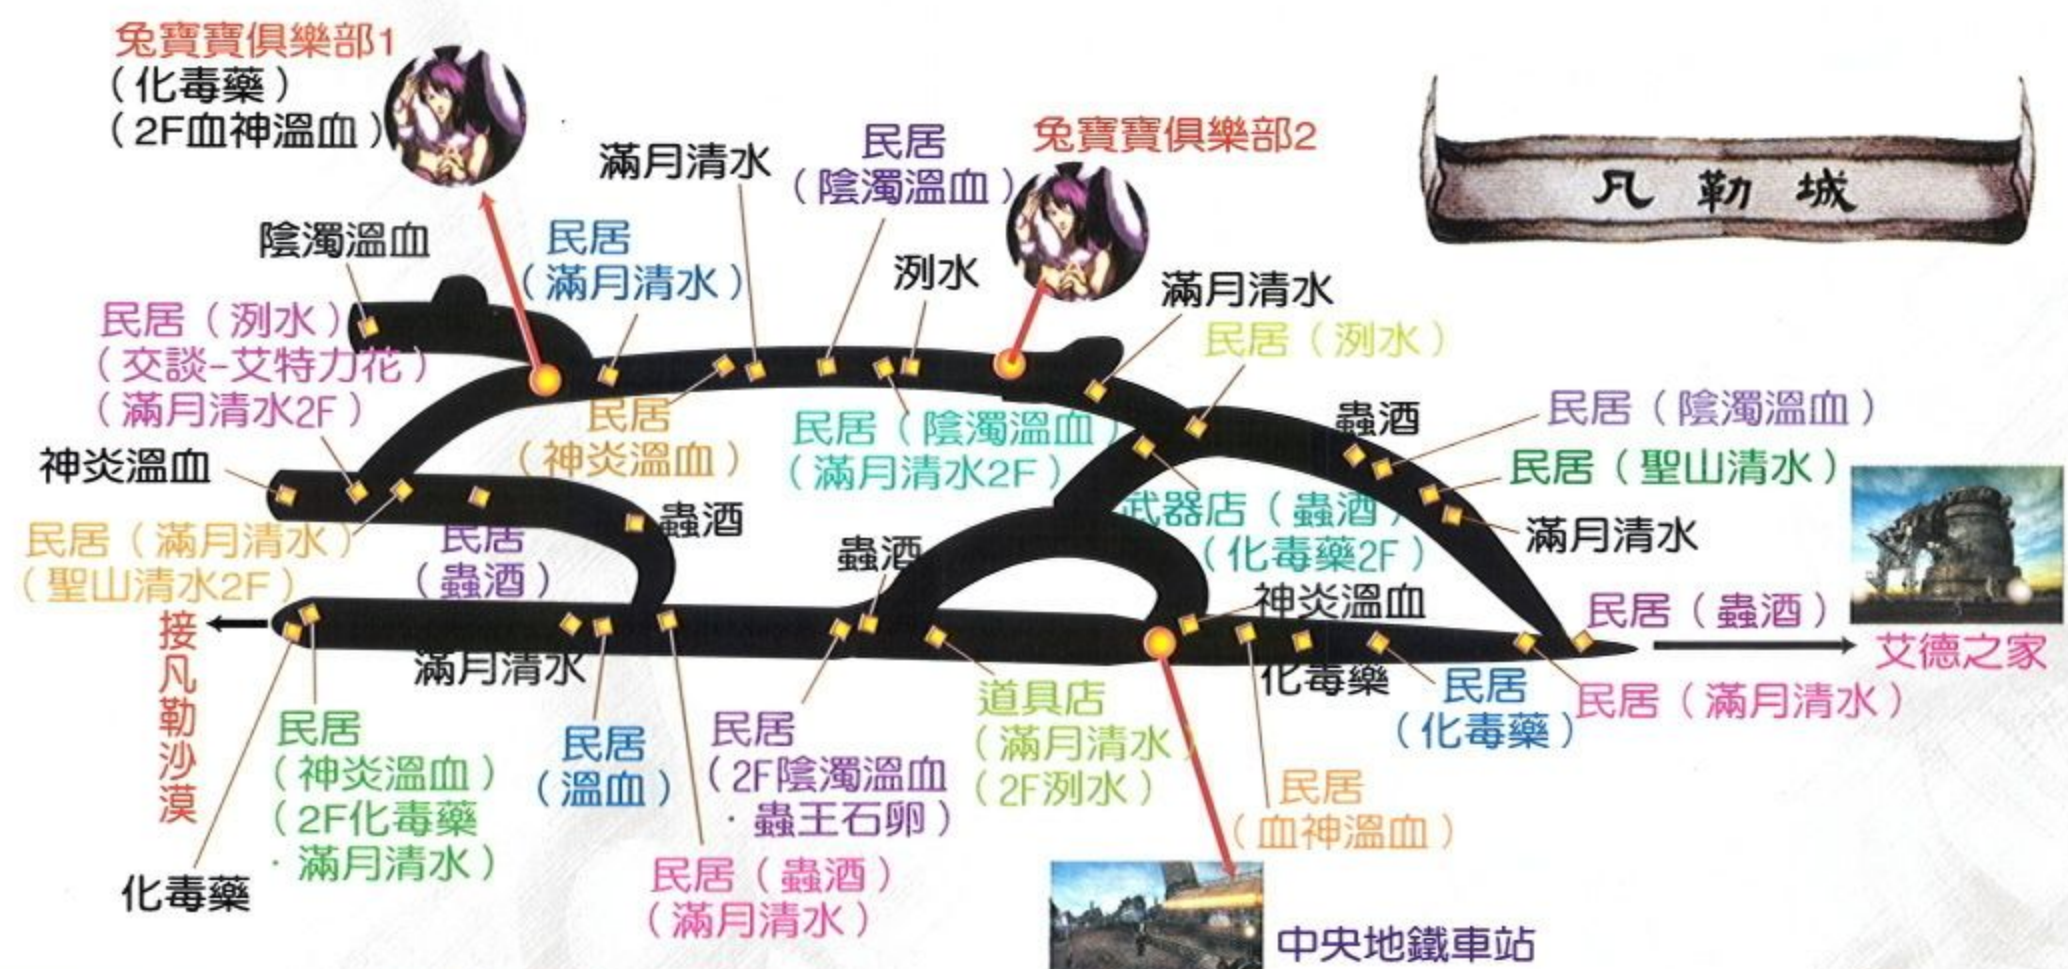 兔寶寶俱樂部1
（化毒藥）
（2F血神溫血）
滿月清水
民居
（陰濁溫血）
兔寶寶俱樂部2
凡勒城
陰濁溫血
民居
（滿月清水）
洌水
滿月清水
民居（洌水）
（交談-艾特力花）
（滿月清水2F）
民居（洌水）
民居
（神炎溫血）
民居（陰濁溫血）
（滿月清水2F）
蟲酒
民居（陰濁溫血）
民居（聖山清水）
滿月清水
神炎溫血
民居（滿月清水）
（聖山清水2F）
民居
（蟲酒）
蟲酒
蟲酒
武器店（蟲酒）
（化毒藥2F）
神炎溫血
民居（蟲酒）
艾德之家
接凡勒沙漠
滿月清水
化毒藥
民居
（化毒藥）
民居（滿月清水）
民居
（神炎溫血）
（2F化毒藥
·滿月清水）
民居
（溫血）
民居
（2F陰濁溫血
·蟲王石卵）
道具店
（滿月清水）
（2F洌水）
民居
（血神溫血）
化毒藥
民居（蟲酒）
（滿月清水）
中央地鐵車站